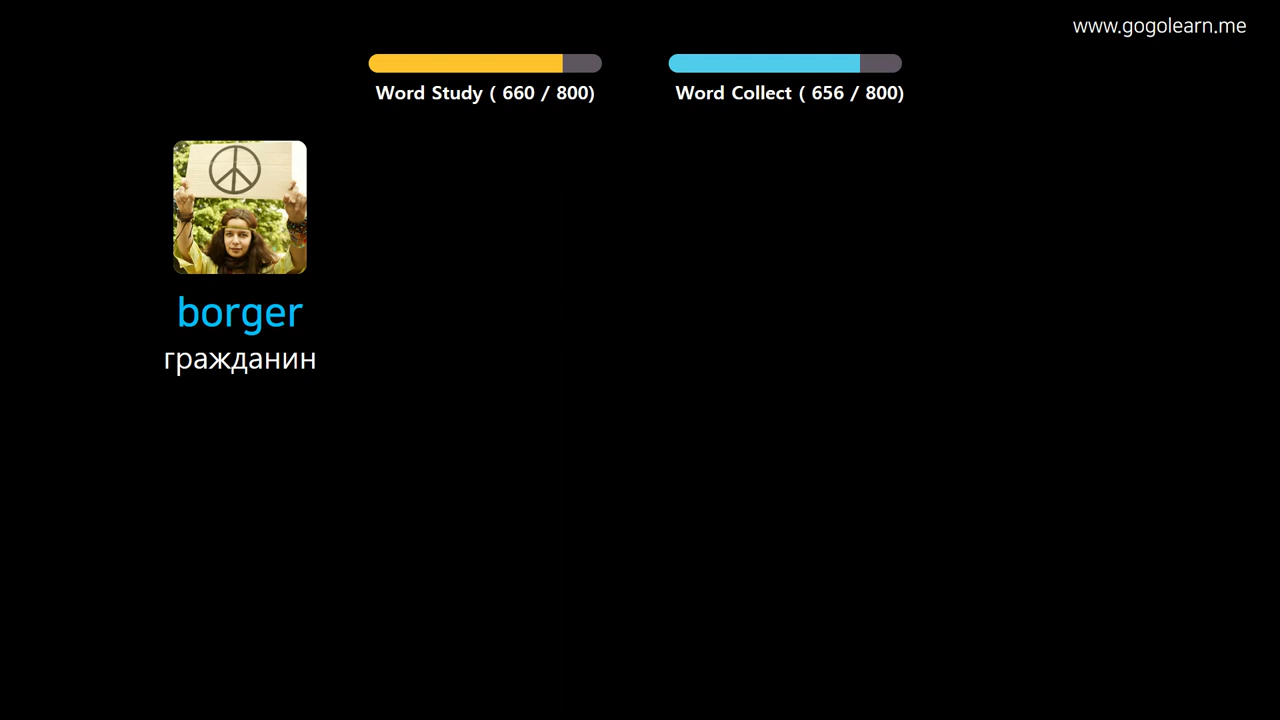 www.gogolearn.me
Word Study ( 660 / 800)
Word Collect ( 656 / 800)
borger
гражданин